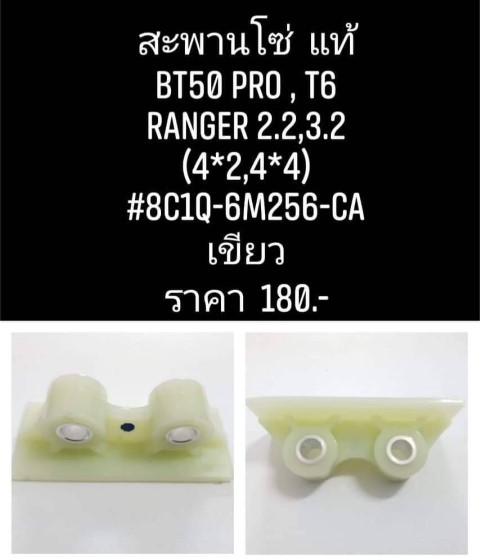 สะพานโซ่ แท้
BT50 PRO , T6
RANGER 2.2,3.2
(4*2,4*4)
#8C1Q-6M256-CA
เขียว
ราคา 180.-